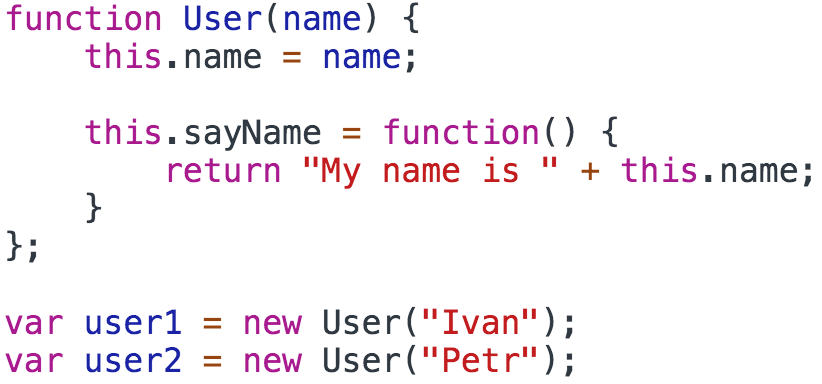 function User(name) {
    this.name = name;

    this.sayName = function() {
        return "My name is " + this.name;
    }
};

var user1 = new User("Ivan");
var user2 = new User("Petr");